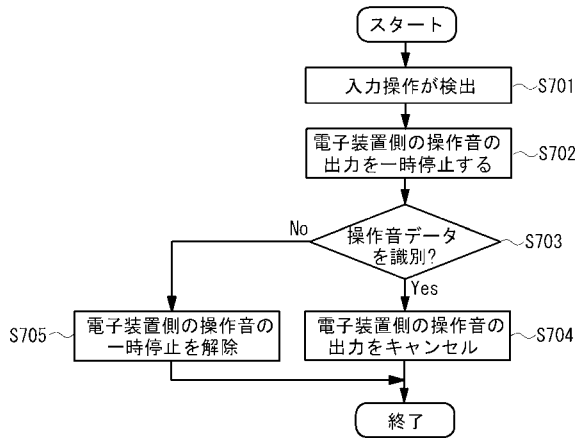 スタート
入力操作が検出
S701
電子装置側の操作音の
出力を一時停止する
S702
操作音データ
を識別?
S703
No
Yes
S705
電子装置側の操作音の
一時停止を解除
電子装置側の操作音の
出力をキャンセル
S704
終了